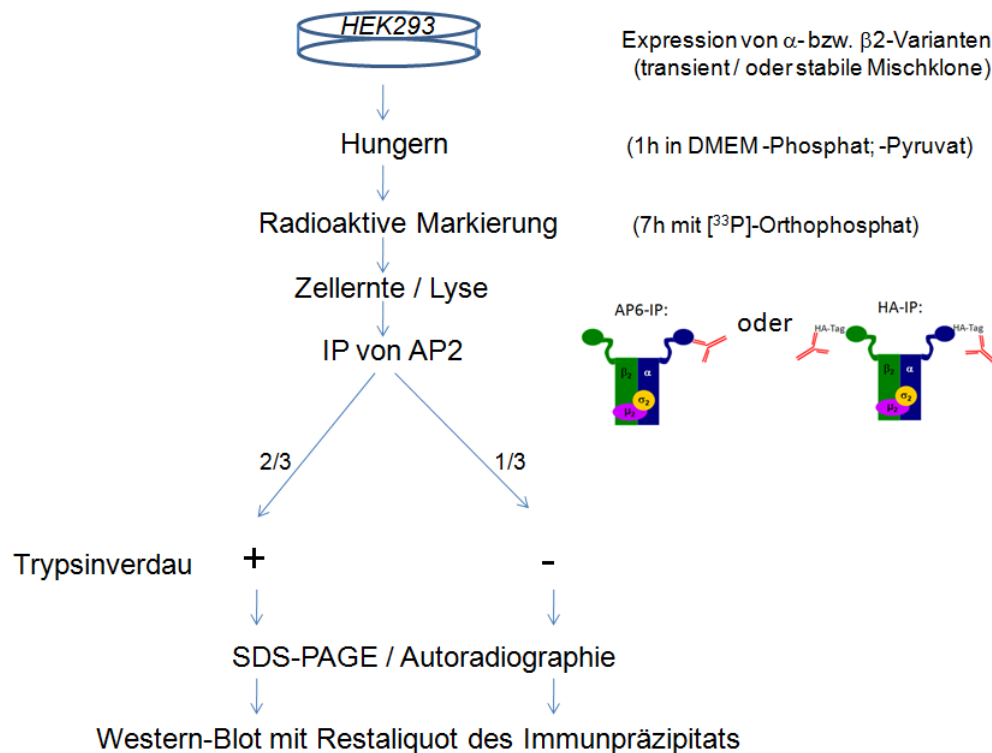 HEK293
Expression von α- bzw. β2-Varianten
(transient / oder stabile Mischklone)
Hungern
(1h in DMEM -Phosphat; -Pyruvat)
Radioaktive Markierung
(7h mit [³³P]-Orthophosphat)
Zellernte / Lyse
IP von AP2
AP6-IP:
oder
HA-IP:
HA-Tag
HA-Tag
β₂
α
σ₂
μ₂
β₂
α
σ₂
μ₂
2/3
1/3
Trypsinverdau
+
-
SDS-PAGE / Autoradiographie
Western-Blot mit Restaliquot des Immunpräzipitats